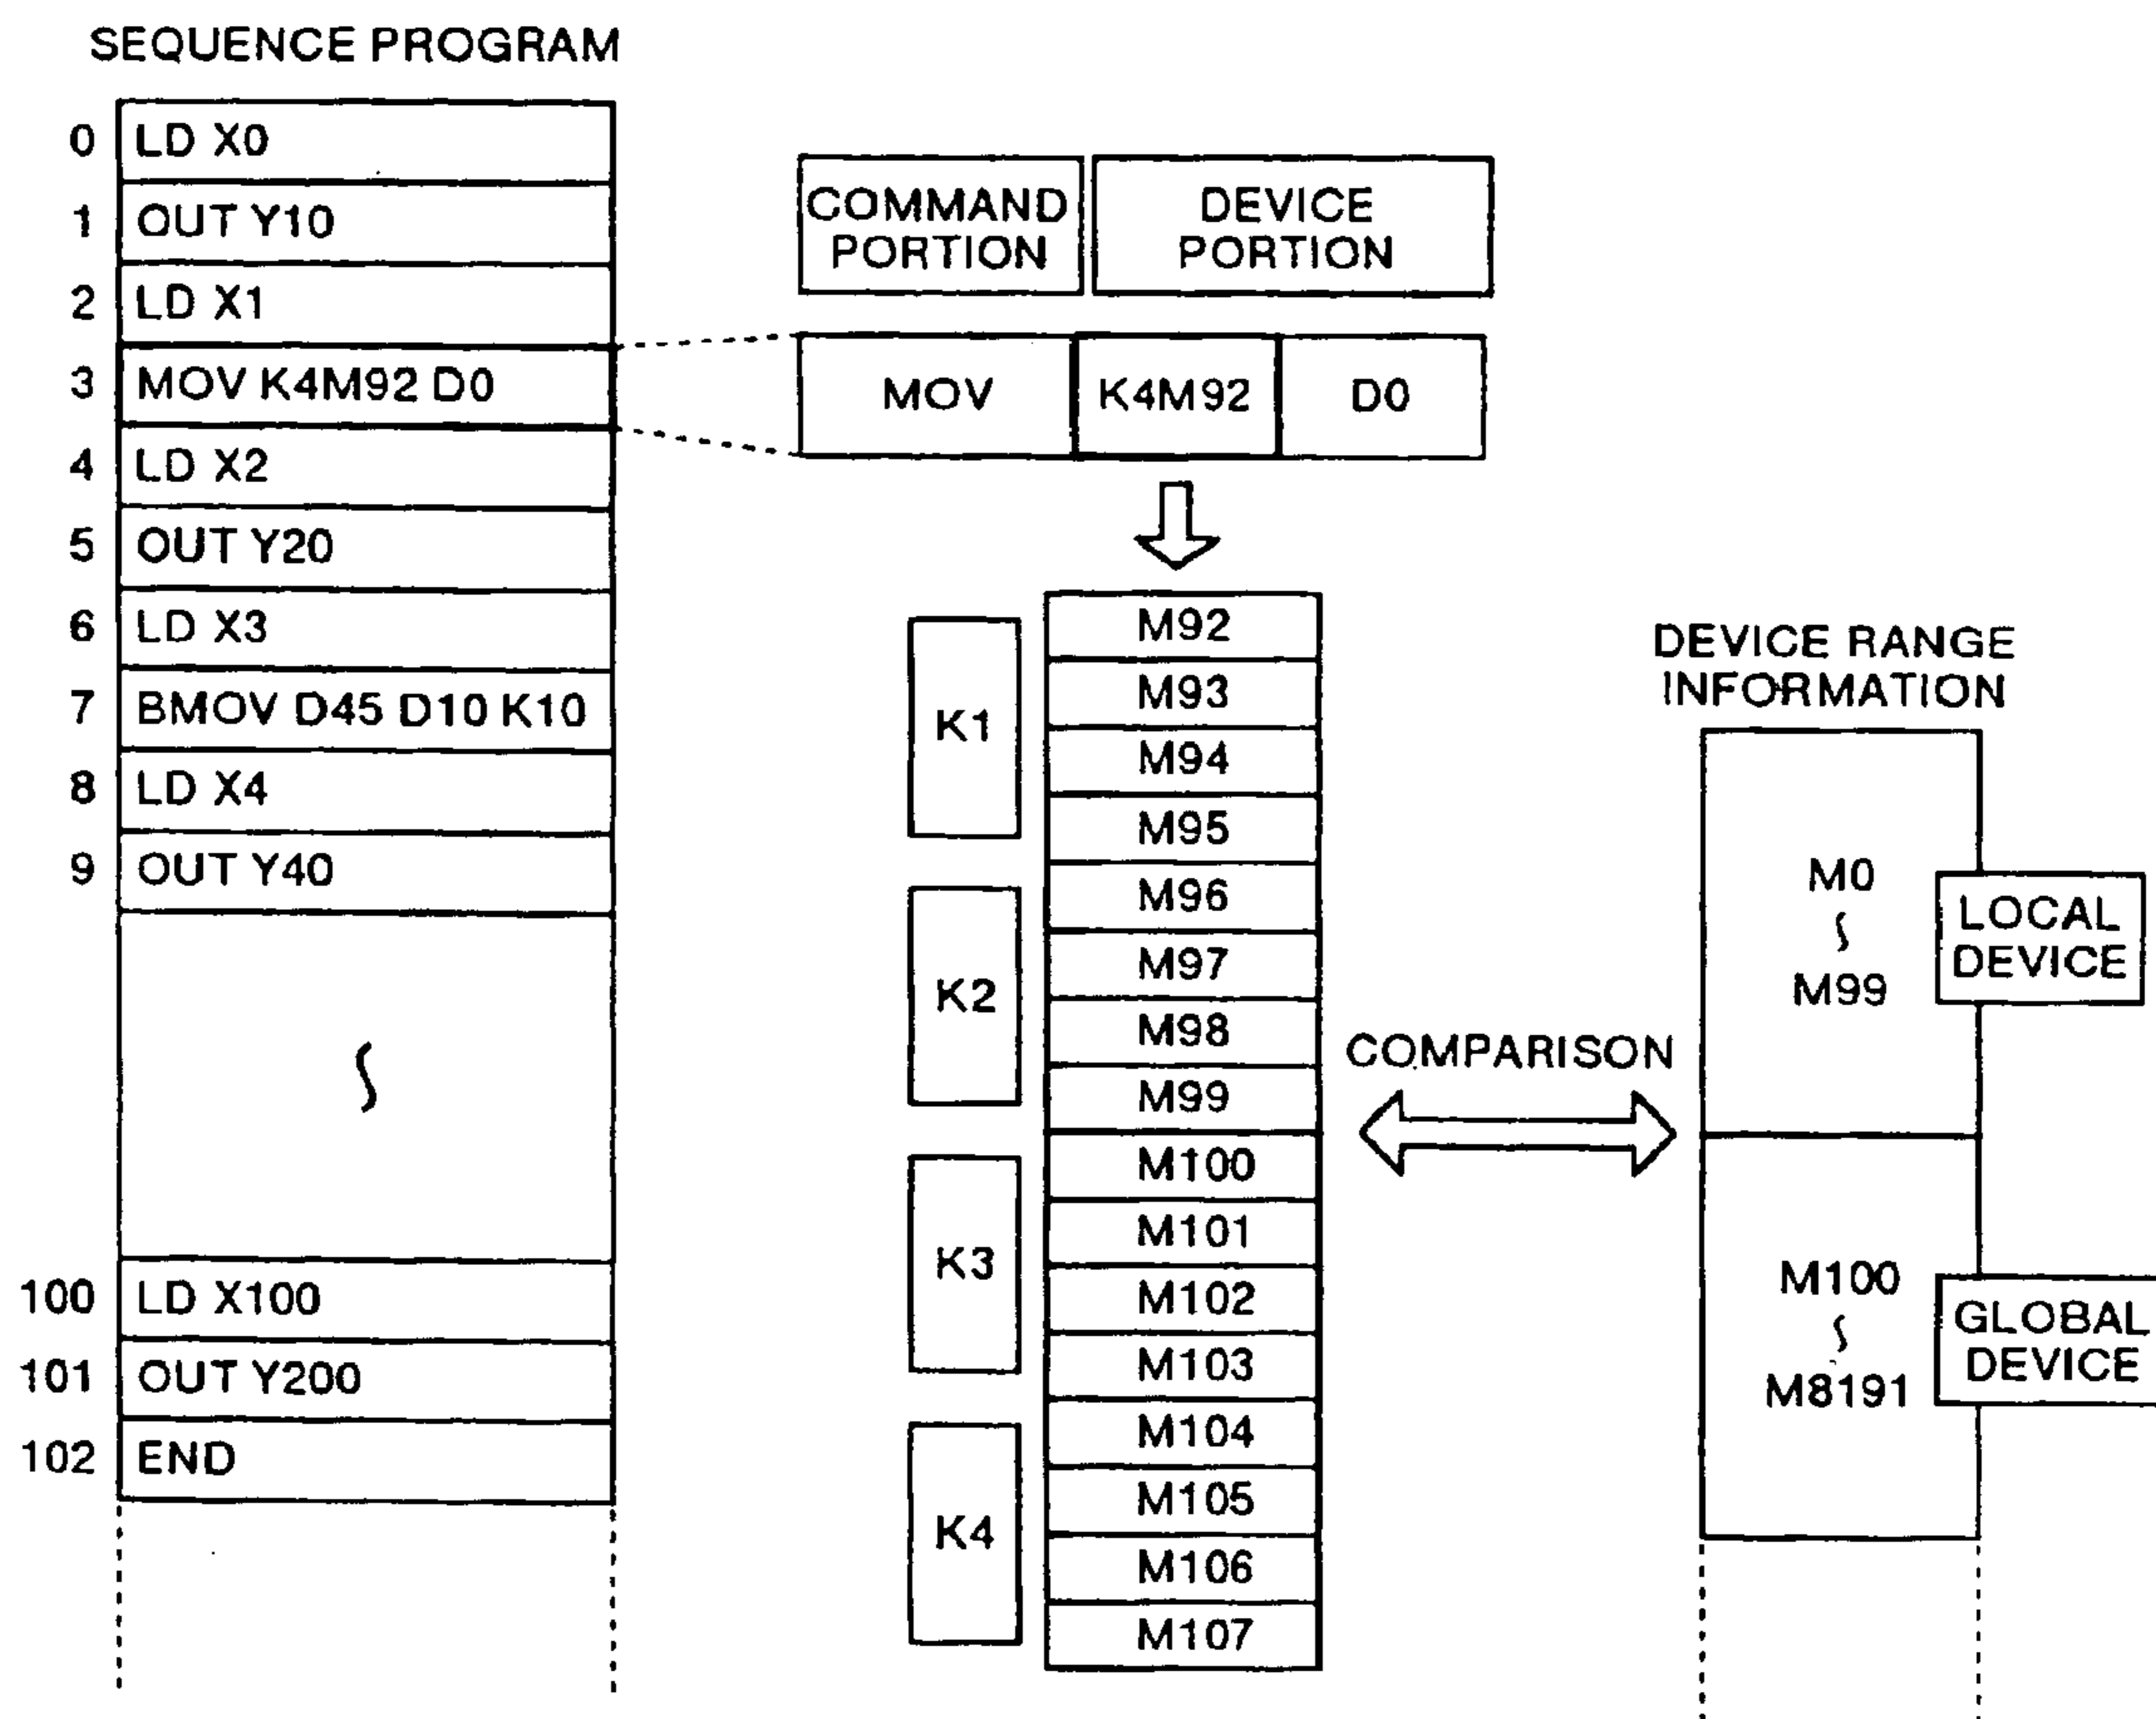 SEQUENCE PROGRAM
0 LD X0
1 OUT Y10
2 LD X1
3 MOV K4M92 D0
4 LD X2
5 OUT Y20
6 LD X3
7 BMOV D45 D10 K10
8 LD X4
9 OUT Y40
100 LD X100
101 OUT Y200
102 END
COMMAND
PORTION
DEVICE
PORTION
MOV K4M92 D0
K1
K2
K3
K4
M92
M93
M94
M95
M96
M97
M98
M99
M100
M101
M102
M103
M104
M105
M106
M107
COMPARISON
DEVICE RANGE
INFORMATION
M0
M99
LOCAL
DEVICE
M100
M8191
GLOBAL
DEVICE